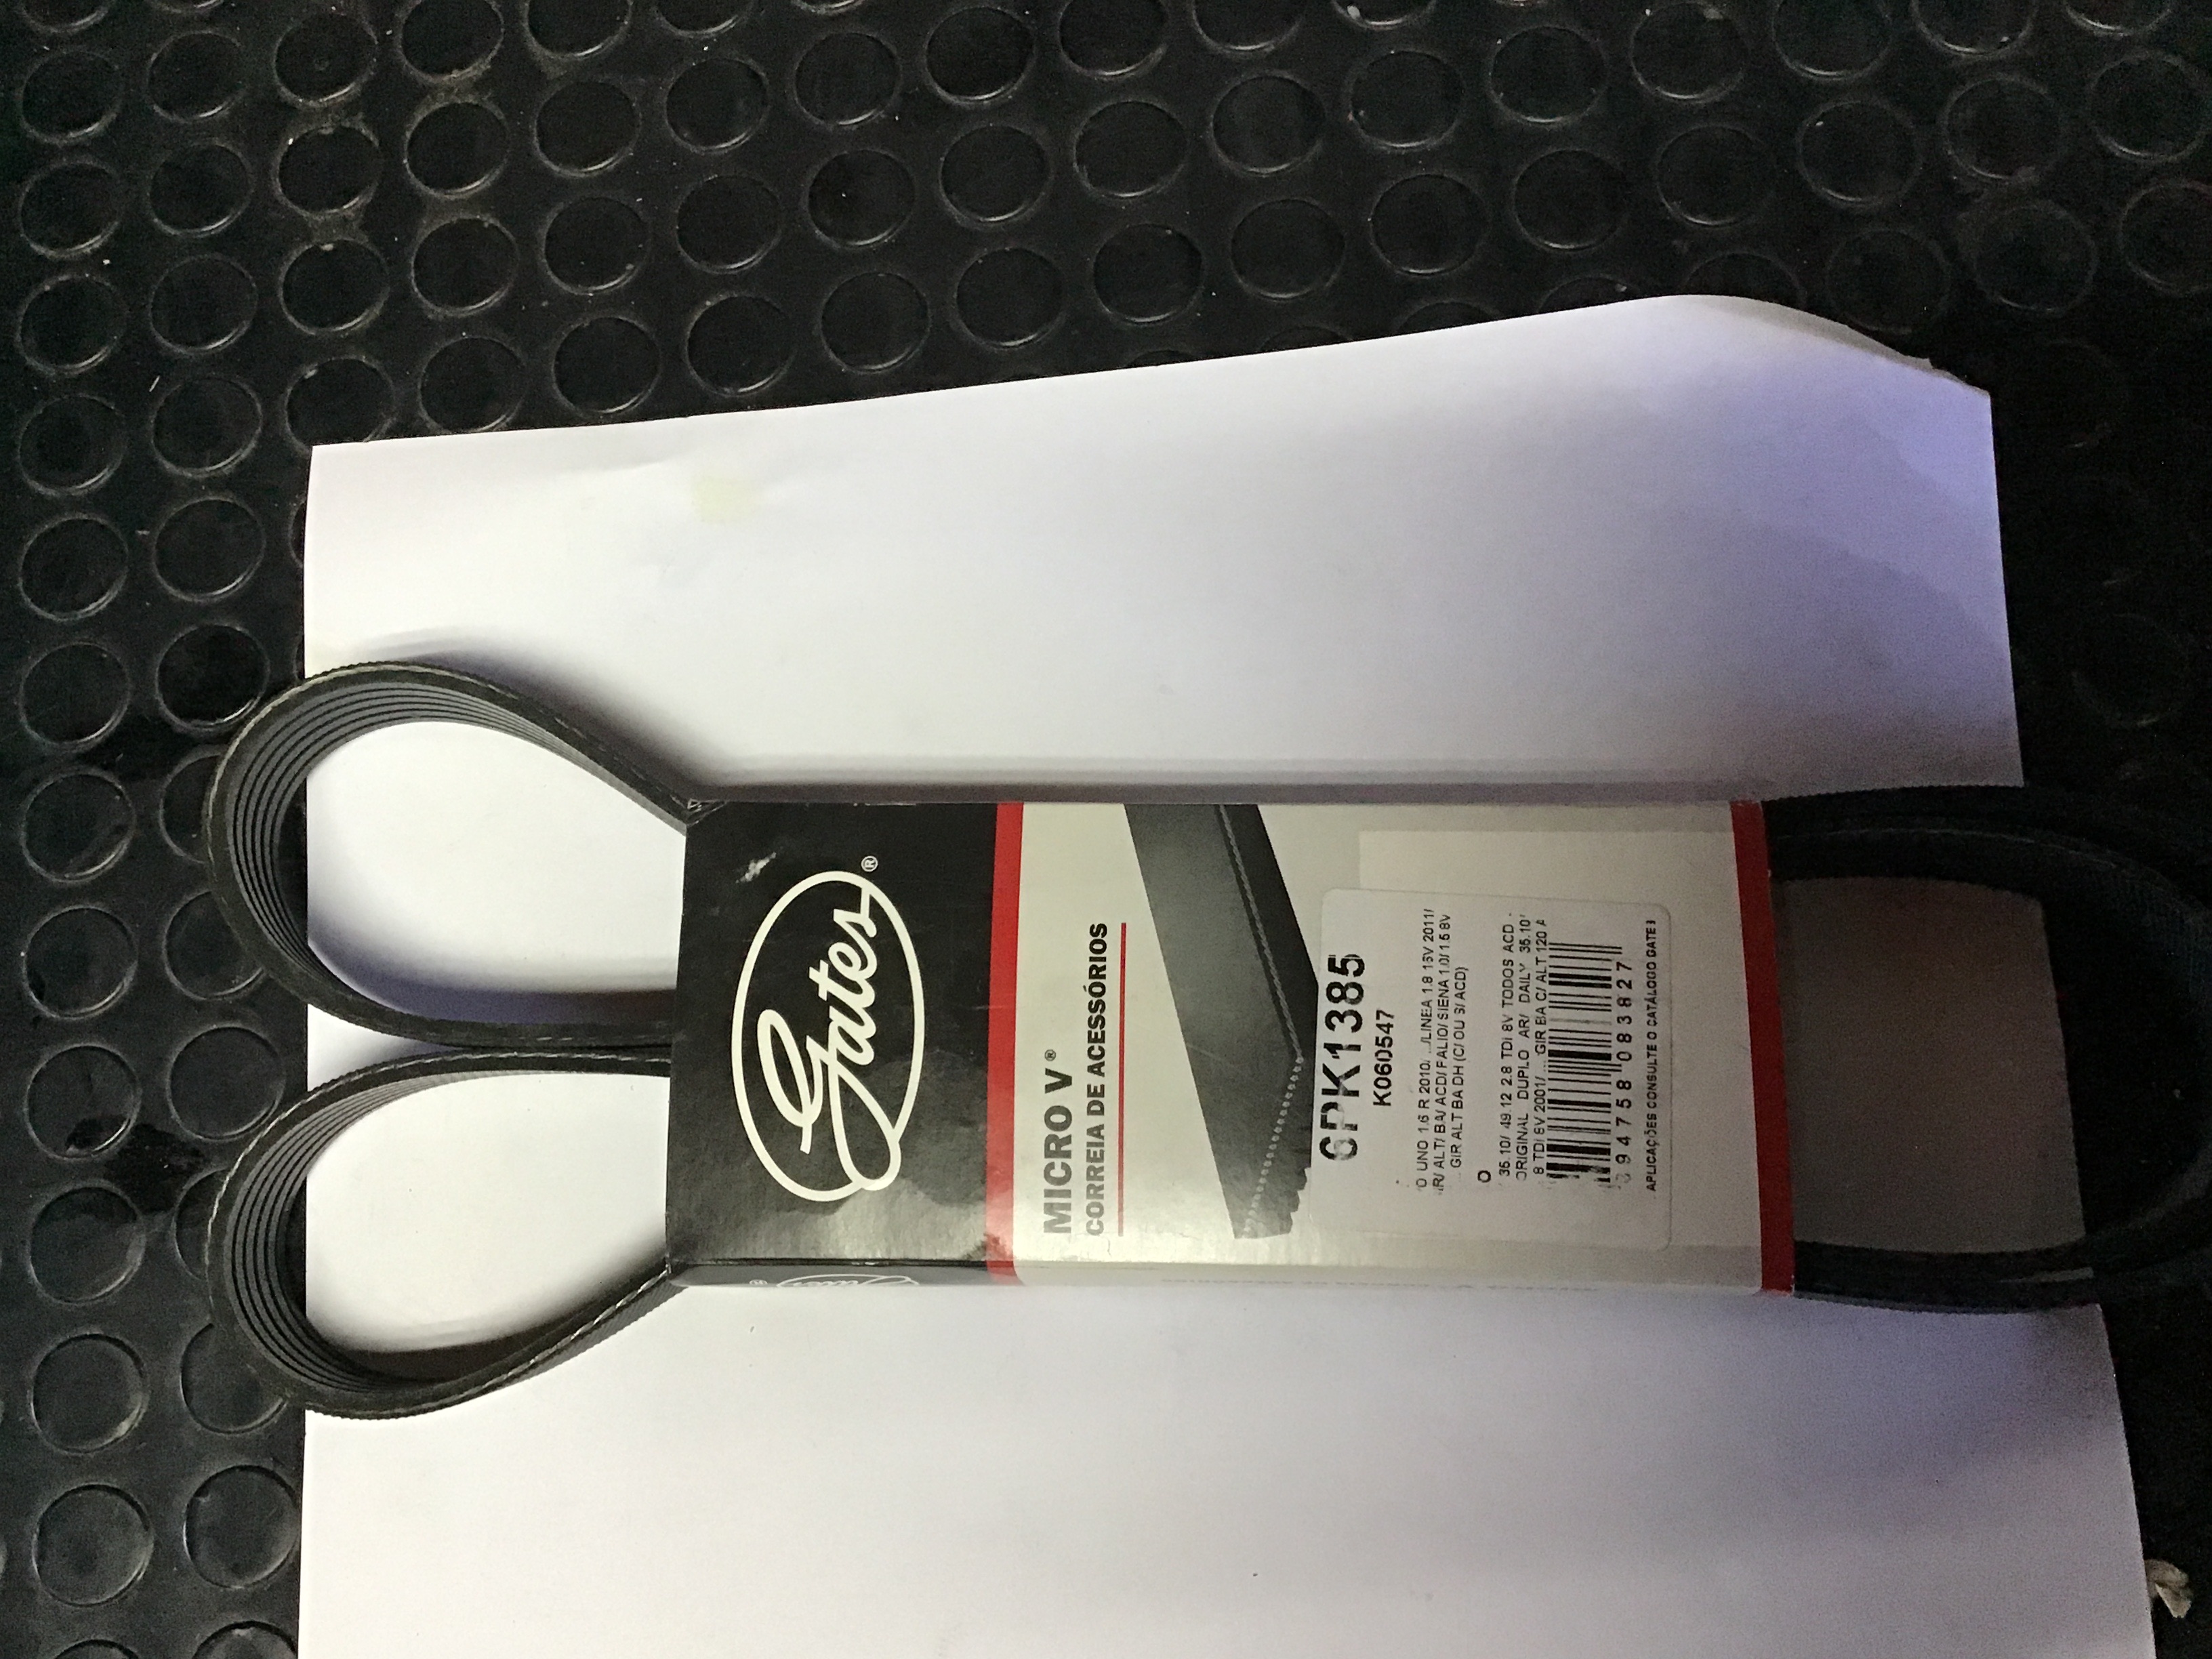 Gates®
MICRO V®
CORREIA DE ACESSÓRIOS
6PK1385
K060547
UNO 1.6 R 2010/ .../LINEA 1.8 16V 2011/
ALT/ BA/ ACD/ PALIO/ SIENA 1.0/ 1.5 8V
... GIR ALT BA DH (C/ OU S/ ACD)
O
35.10/ 49.12 2.8 TDI 8V TODOS ACD
ORIGINAL DUPLO AR/ DAILY 35.10
8 TDI 8V 2001/ ... GIR BA C/ ALT 120 A
94758 083827
APLICAÇÕES CONSULTE O CATÁLOGO GATES